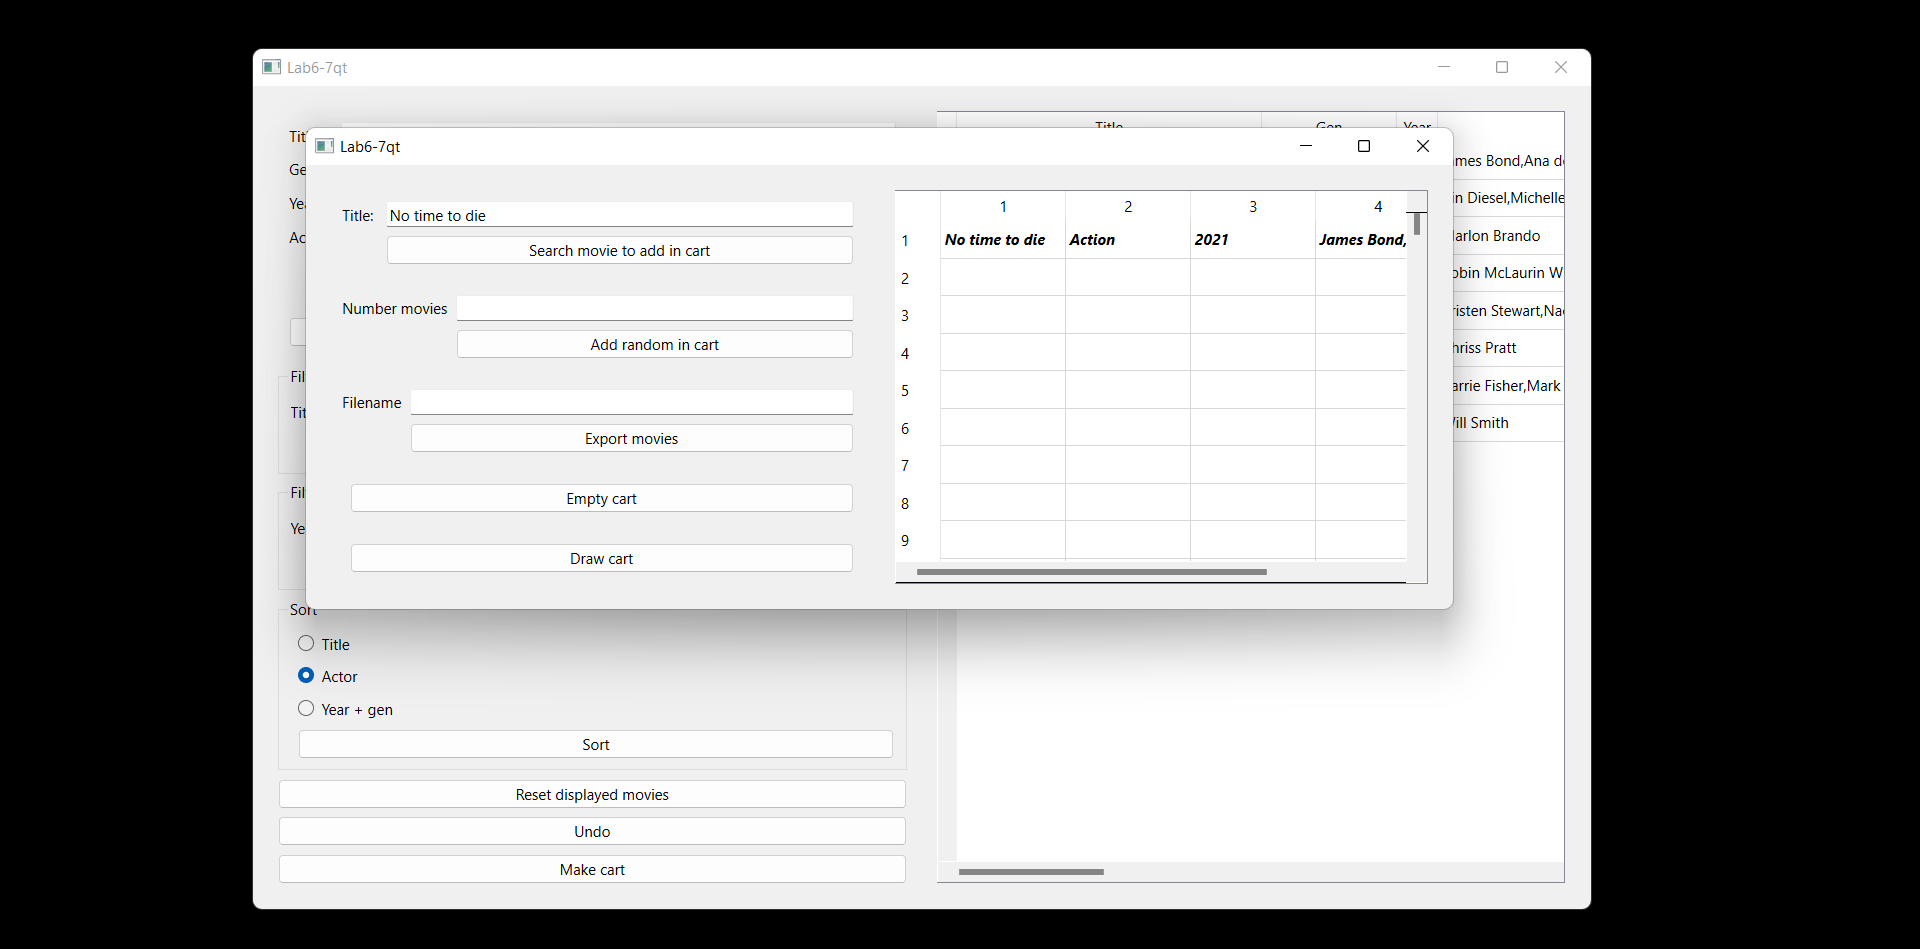 Lab6-7qt
Title Gen Year
Lab6-7qt
Title: No time to die
Search movie to add in cart
Number movies
Add random in cart
Filename
Export movies
Empty cart
Draw cart
1 2 3 4
1 No time to die Action 2021 James Bond,
2
3
4
5
6
7
8
9
mes Bond,Ana d
in Diesel,Michelle
arlon Brando
obin McLaurin W
risten Stewart,Na
hriss Pratt
arrie Fisher,Mark
ill Smith
Tit
Ge
Yea
Ac
Fil
Tit
Fil
Ye
Sort
Title
Actor
Year + gen
Sort
Reset displayed movies
Undo
Make cart